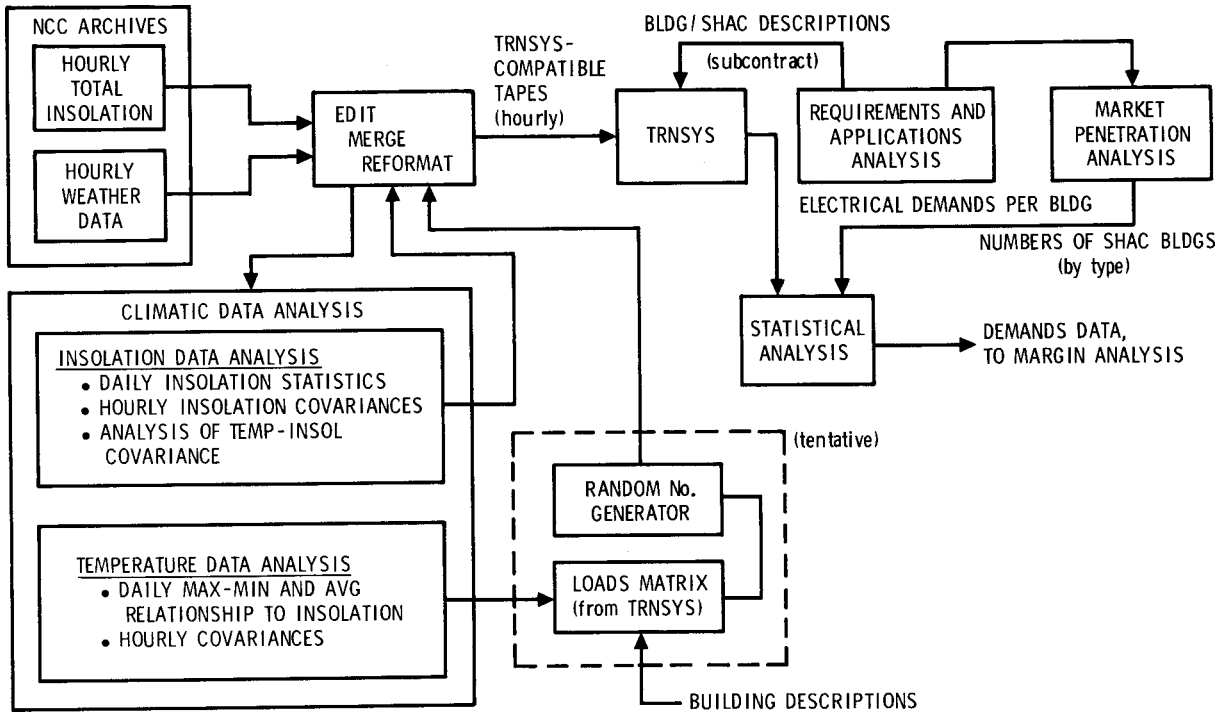 NCC ARCHIVES
HOURLY
TOTAL
INSOLATION
HOURLY
WEATHER
DATA
EDIT
MERGE
REFORMAT
TRNSYS-
COMPATIBLE
TAPES
(hourly)
BLDG/SHAC DESCRIPTIONS
(subcontract)
TRNSYS
REQUIREMENTS AND
APPLICATIONS
ANALYSIS
MARKET
PENETRATION
ANALYSIS
ELECTRICAL DEMANDS PER BLDG
NUMBERS OF SHAC BLDGS
(by type)
STATISTICAL
ANALYSIS
DEMANDS DATA,
TO MARGIN ANALYSIS
CLIMATIC DATA ANALYSIS
INSOLATION DATA ANALYSIS
• DAILY INSOLATION STATISTICS
• HOURLY INSOLATION COVARIANCES
• ANALYSIS OF TEMP-INSOL
COVARIANCE
TEMPERATURE DATA ANALYSIS
• DAILY MAX-MIN AND AVG
RELATIONSHIP TO INSOLATION
• HOURLY COVARIANCES
(tentative)
RANDOM No.
GENERATOR
LOADS MATRIX
(from TRNSYS)
BUILDING DESCRIPTIONS